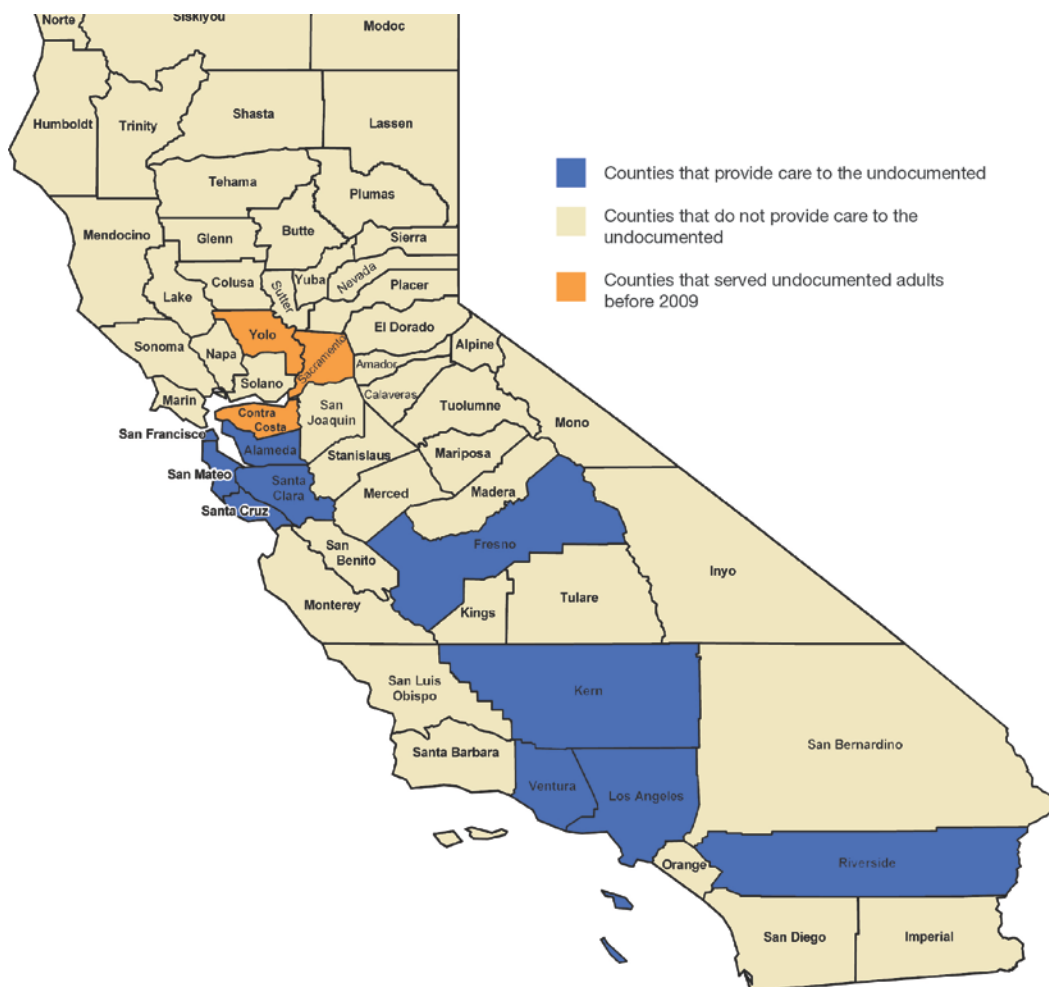 Norte
Siskiyou
Modoc
Humboldt
Trinity
Shasta
Lassen
Tehama
Plumas
Mendocino
Glenn
Butte
Sierra
Lake
Colusa
Sutter
Yuba
Nevada
Placer
Sonoma
Napa
Yolo
Sacramento
El Dorado
Alpine
Amador
Solano
Calaveras
Marin
Contra
Costa
San
Joaquin
Tuolumne
Mono
San Francisco
Alameda
Stanislaus
Mariposa
San Mateo
Santa
Clara
Merced
Madera
Santa Cruz
San
Benito
Fresno
Inyo
Monterey
Kings
Tulare
San Luis
Obispo
Kern
Santa Barbara
San Bernardino
Ventura
Los Angeles
Orange
Riverside
San Diego
Imperial
Counties that provide care to the undocumented
Counties that do not provide care to the
undocumented
Counties that served undocumented adults
before 2009